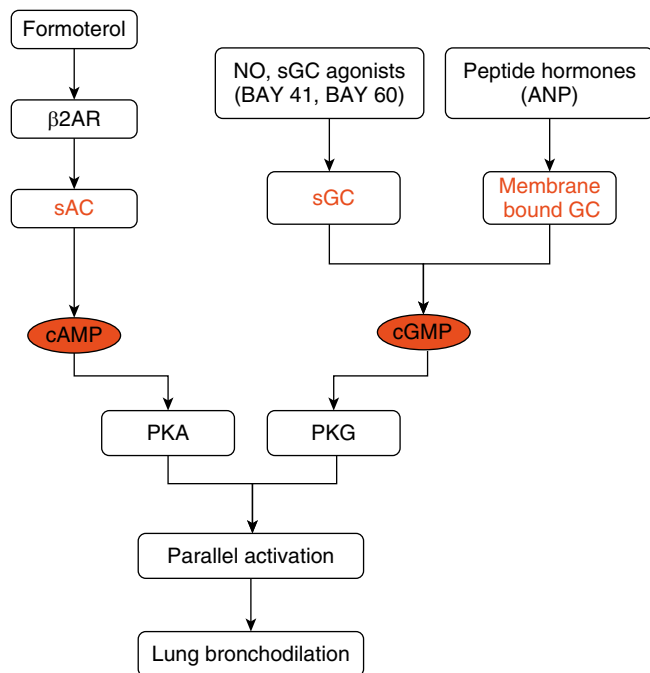 Formoterol
NO, sGC agonists
(BAY 41, BAY 60)
Peptide hormones
(ANP)
β2AR
sAC
sGC
Membrane
bound GC
cAMP
cGMP
PKA
PKG
Parallel activation
Lung bronchodilation